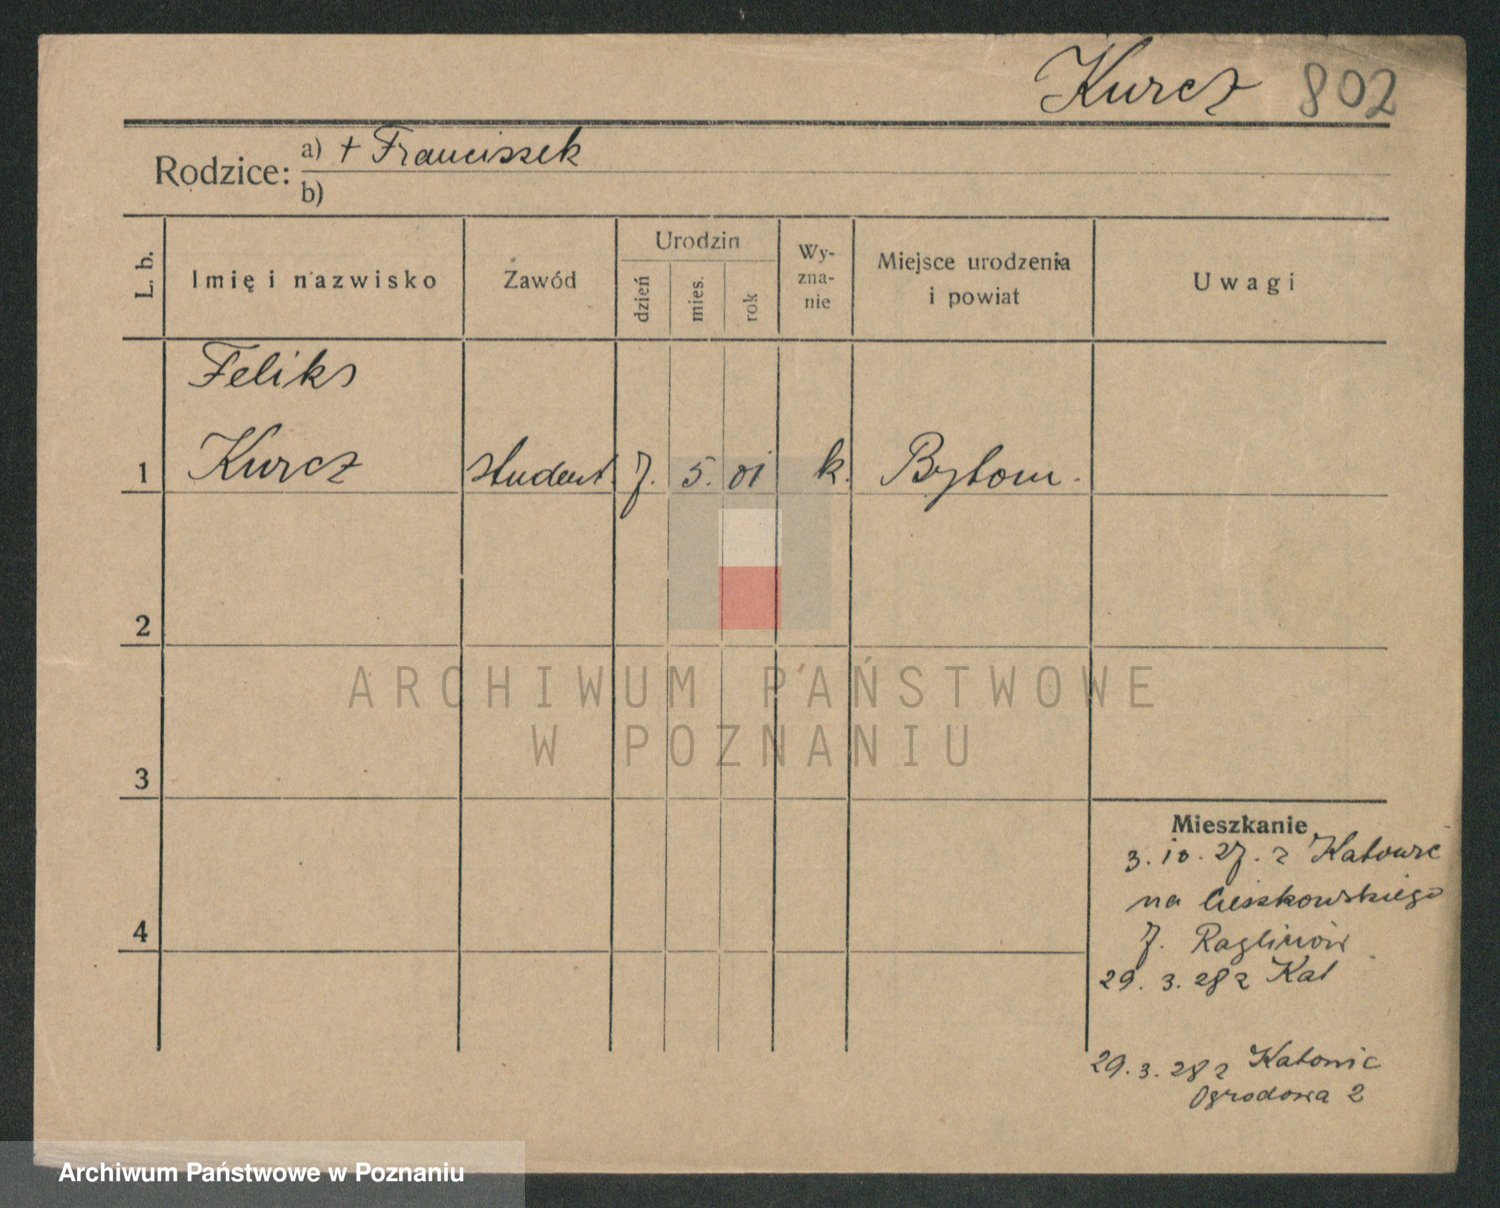 Kurcz 802
Rodzice: a) + Franciszek
b)
L. b.
Imię i nazwisko
Zawód
Urodzin
dzień
mies.
rok
Wy-
zna-
nie
Miejsce urodzenia
i powiat
Uwagi
Feliks
1 Kurcz student 7. 5. 01 k. Bytom.
2
3
4
Mieszkanie
3. 10. 27. z Katowic
na Cieszkowskiego
7.
29. 3. 28 z Kat
29. 3. 28 z Katowic
Ogrodowa 2
ARCHIWUM PAŃSTWOWE
W POZNANIU
Archiwum Państwowe w Poznaniu